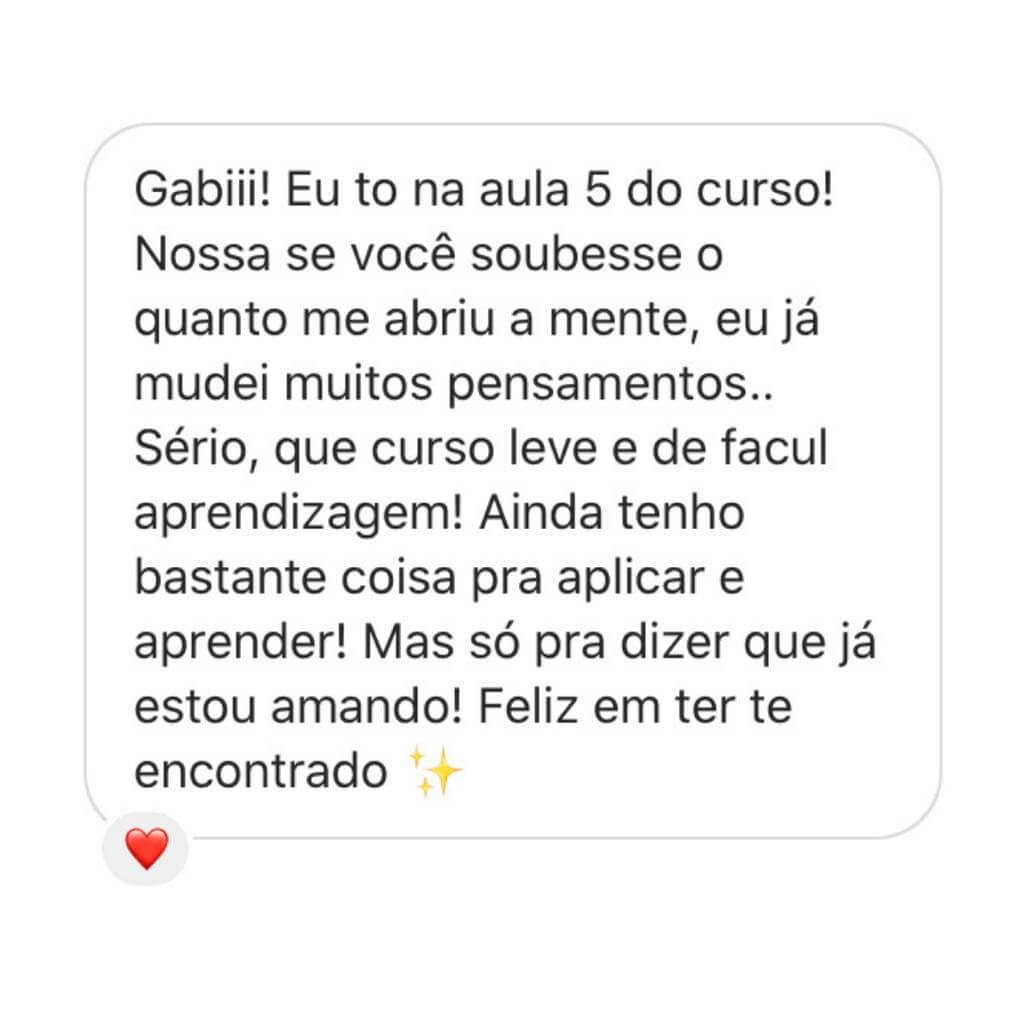 Gabiii! Eu to na aula 5 do curso!
Nossa se você soubesse o
quanto me abriu a mente, eu já
mudei muitos pensamentos..
Sério, que curso leve e de facul
aprendizagem! Ainda tenho
bastante coisa pra aplicar e
aprender! Mas só pra dizer que já
estou amando! Feliz em ter te
encontrado ✨
❤️